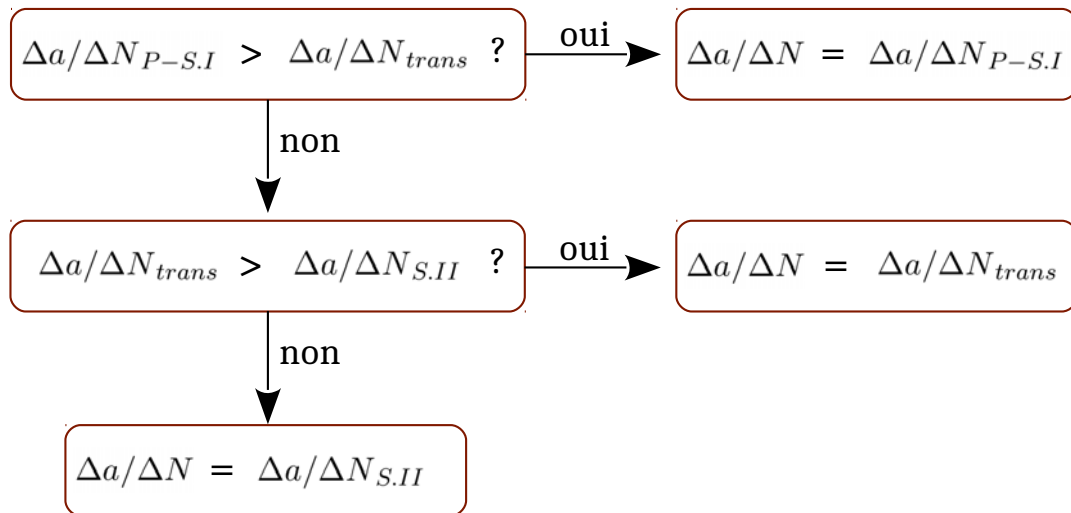 Δa/ΔN_{P−S.I} > Δa/ΔN_{trans} ?
oui
Δa/ΔN = Δa/ΔN_{P−S.I}
non
Δa/ΔN_{trans} > Δa/ΔN_{S.II} ?
oui
Δa/ΔN = Δa/ΔN_{trans}
non
Δa/ΔN = Δa/ΔN_{S.II}